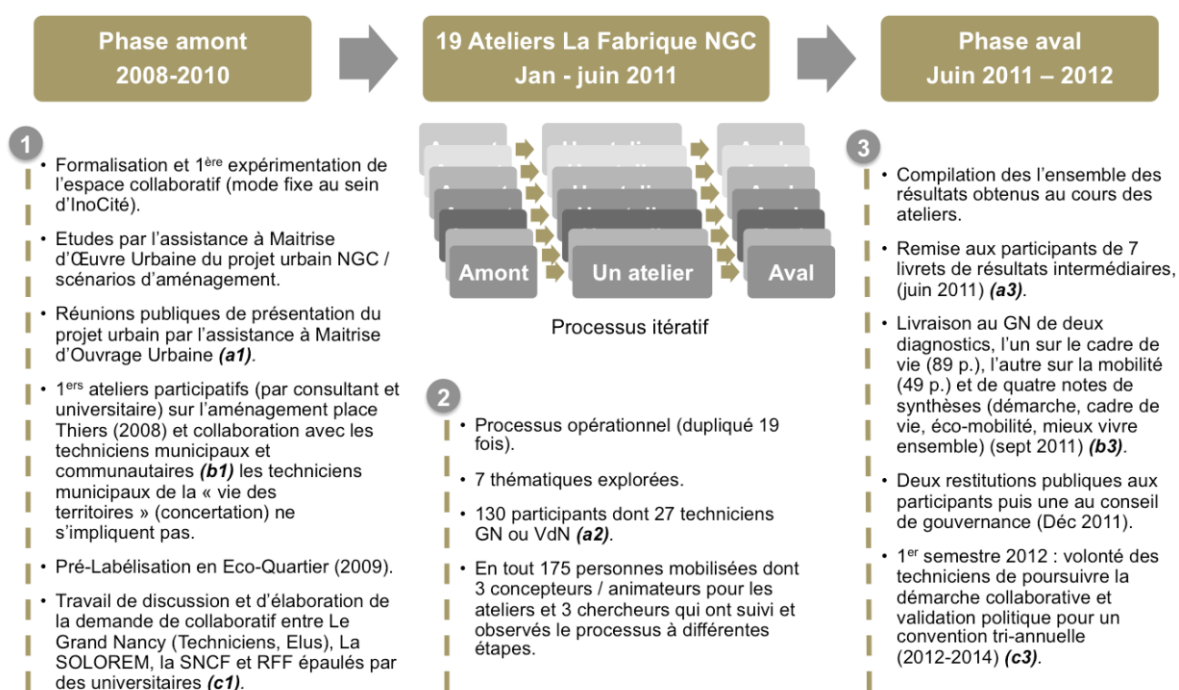 Phase amont
2008-2010
19 Ateliers La Fabrique NGC
Jan - juin 2011
Phase aval
Juin 2011 – 2012
1
• Formalisation et 1ère expérimentation de
l'espace collaboratif (mode fixe au sein
d'InoCité).
• Etudes par l'assistance à Maitrise
d'Œuvre Urbaine du projet urbain NGC /
scénarios d'aménagement.
• Réunions publiques de présentation du
projet urbain par l'assistance à Maitrise
d'Ouvrage Urbaine (a1).
• 1ers ateliers participatifs (par consultant et
universitaire) sur l'aménagement place
Thiers (2008) et collaboration avec les
techniciens municipaux et
communautaires (b1) les techniciens
municipaux de la « vie des
territoires » (concertation) ne
s'impliquent pas.
• Pré-Labélisation en Eco-Quartier (2009).
• Travail de discussion et d'élaboration de
la demande de collaboratif entre Le
Grand Nancy (Techniciens, Elus), La
SOLOREM, la SNCF et RFF épaulés par
des universitaires (c1).
Amont
Un atelier
Aval
Processus itératif
2
• Processus opérationnel (dupliqué 19
fois).
• 7 thématiques explorées.
• 130 participants dont 27 techniciens
GN ou VdN (a2).
• En tout 175 personnes mobilisées dont
3 concepteurs / animateurs pour les
ateliers et 3 chercheurs qui ont suivi et
observés le processus à différentes
étapes.
3
• Compilation des l'ensemble des
résultats obtenus au cours des
ateliers.
• Remise aux participants de 7
livrets de résultats intermédiaires,
(juin 2011) (a3).
• Livraison au GN de deux
diagnostics, l'un sur le cadre de
vie (89 p.), l'autre sur la mobilité
(49 p.) et de quatre notes de
synthèses (démarche, cadre de
vie, éco-mobilité, mieux vivre
ensemble) (sept 2011) (b3).
• Deux restitutions publiques aux
participants puis une au conseil
de gouvernance (Déc 2011).
• 1er semestre 2012 : volonté des
techniciens de poursuivre la
démarche collaborative et
validation politique pour un
convention tri-annuelle
(2012-2014) (c3).